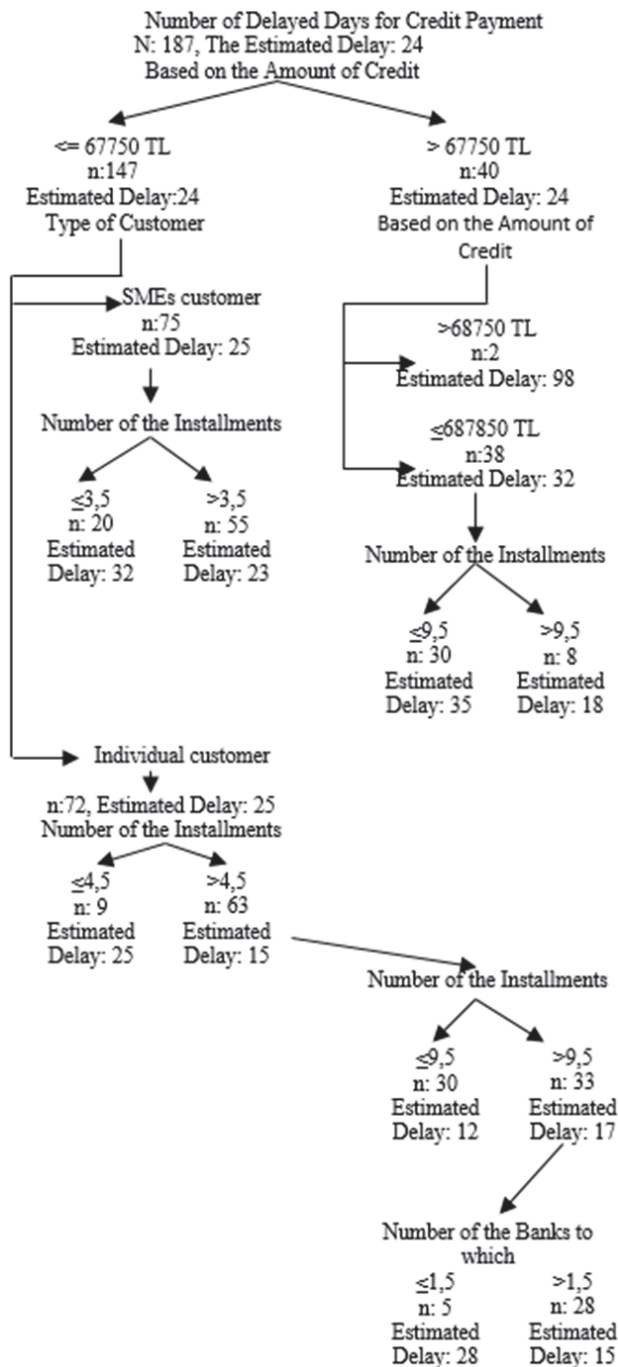 Number of Delayed Days for Credit Payment
N: 187, The Estimated Delay: 24
Based on the Amount of Credit
<= 67750 TL
n:147
Estimated Delay:24
Type of Customer
> 67750 TL
n:40
Estimated Delay: 24
Based on the Amount of
Credit
SMEs customer
n:75
Estimated Delay: 25
>68750 TL
n:2
Estimated Delay: 98
Number of the Installments
≤687850 TL
n:38
Estimated Delay: 32
≤3,5
n: 20
Estimated
Delay: 32
>3,5
n: 55
Estimated
Delay: 23
Number of the Installments
≤9,5
n: 30
Estimated
Delay: 35
>9,5
n: 8
Estimated
Delay: 18
Individual customer
n:72, Estimated Delay: 25
Number of the Installments
≤4,5
n: 9
Estimated
Delay: 25
>4,5
n: 63
Estimated
Delay: 15
Number of the Installments
≤9,5
n: 30
Estimated
Delay: 12
>9,5
n: 33
Estimated
Delay: 17
Number of the Banks to
which
≤1,5
n: 5
Estimated
Delay: 28
>1,5
n: 28
Estimated
Delay: 15